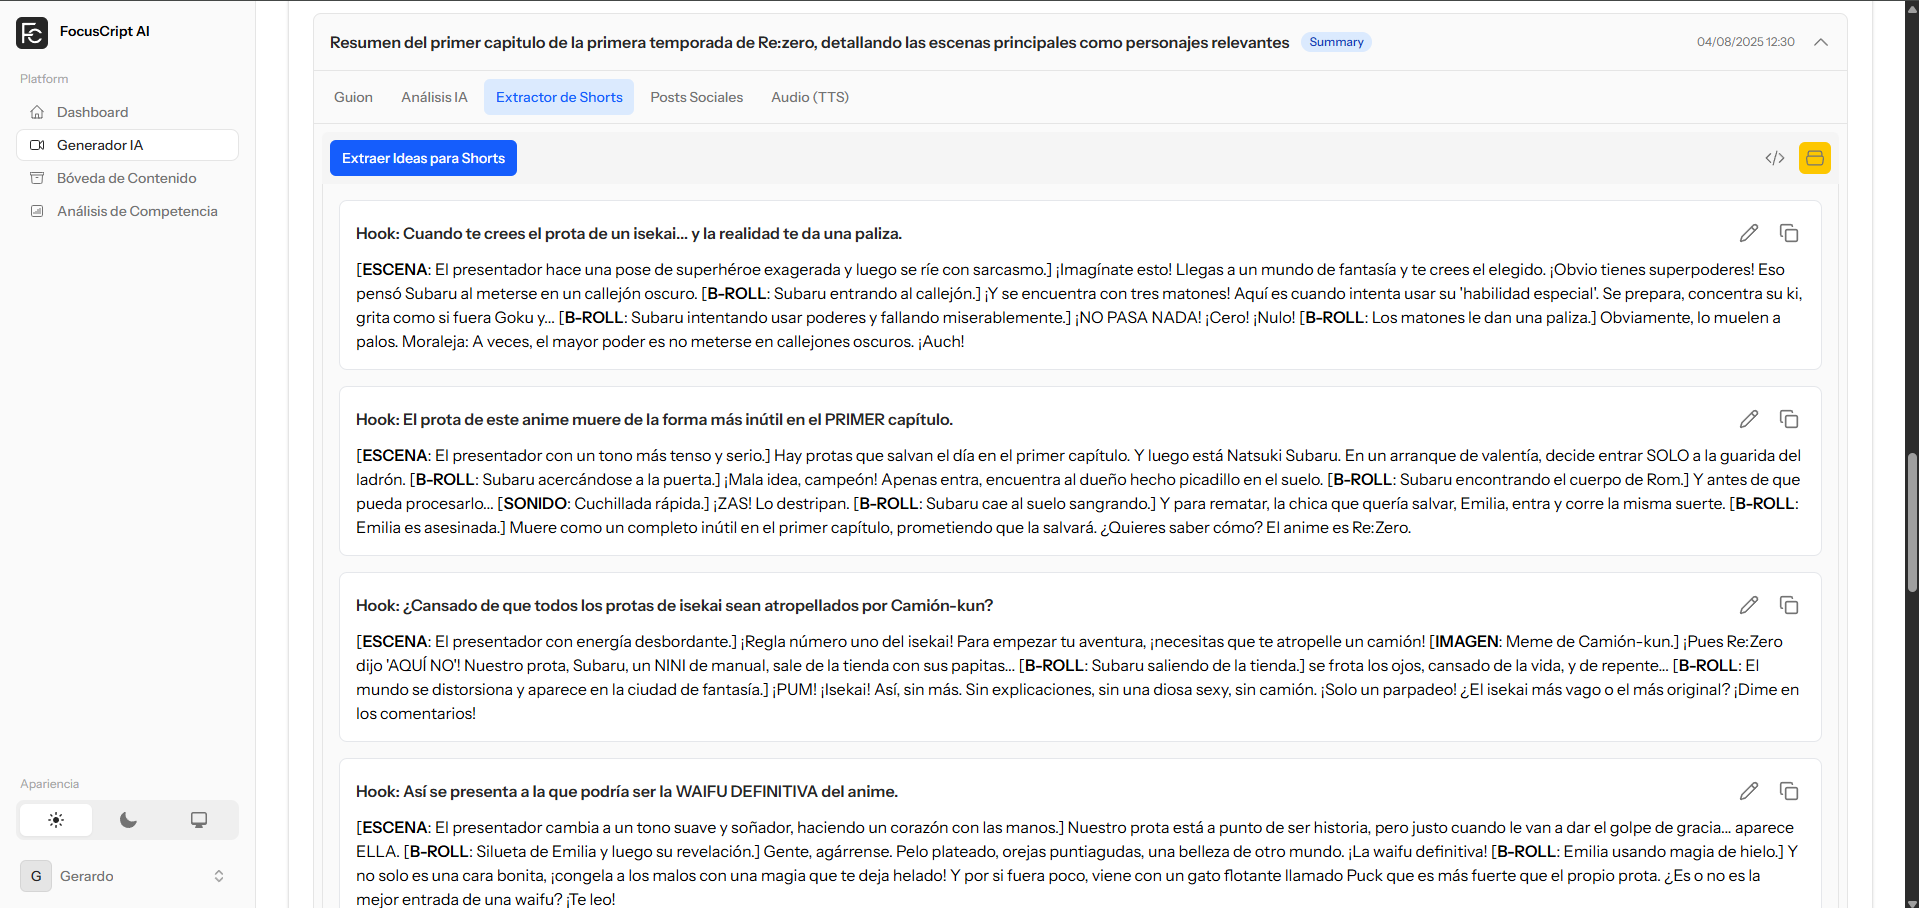 FocusCript AI
Platform
Dashboard
Generador IA
Bóveda de Contenido
Análisis de Competencia
Apariencia
G
Gerardo
Resumen del primer capitulo de la primera temporada de Re:zero, detallando las escenas principales como personajes relevantes
Summary
04/08/2025 12:30
Guion
Análisis IA
Extractor de Shorts
Posts Sociales
Audio (TTS)
Extraer Ideas para Shorts
Hook: Cuando te crees el prota de un isekai... y la realidad te da una paliza.
[ESCENA: El presentador hace una pose de superhéroe exagerada y luego se ríe con sarcasmo.] ¡Imagínate esto! Llegas a un mundo de fantasía y te crees el elegido. ¡Obvio tienes superpoderes! Eso
pensó Subaru al meterse en un callejón oscuro. [B-ROLL: Subaru entrando al callejón.] ¡Y se encuentra con tres matones! Aquí es cuando intenta usar su 'habilidad especial'. Se prepara, concentra su ki,
grita como si fuera Goku y... [B-ROLL: Subaru intentando usar poderes y fallando miserablemente.] ¡NO PASA NADA! ¡Cero! ¡Nulo! [B-ROLL: Los matones le dan una paliza.] Obviamente, lo muelen a
palos. Moraleja: A veces, el mayor poder es no meterse en callejones oscuros. ¡Auch!
Hook: El prota de este anime muere de la forma más inútil en el PRIMER capítulo.
[ESCENA: El presentador con un tono más tenso y serio.] Hay protas que salvan el día en el primer capítulo. Y luego está Natsuki Subaru. En un arranque de valentía, decide entrar SOLO a la guarida del
ladrón. [B-ROLL: Subaru acercándose a la puerta.] ¡Mala idea, campeón! Apenas entra, encuentra al dueño hecho picadillo en el suelo. [B-ROLL: Subaru encontrando el cuerpo de Rom.] Y antes de que
pueda procesarlo... [SONIDO: Cuchillada rápida.] ¡ZAS! Lo destripan. [B-ROLL: Subaru cae al suelo sangrando.] Y para rematar, la chica que quería salvar, Emilia, entra y corre la misma suerte. [B-ROLL:
Emilia es asesinada.] Muere como un completo inútil en el primer capítulo, prometiendo que la salvará. ¿Quieres saber cómo? El anime es Re:Zero.
Hook: ¿Cansado de que todos los protas de isekai sean atropellados por Camión-kun?
[ESCENA: El presentador con energía desbordante.] ¡Regla número uno del isekai! Para empezar tu aventura, ¡necesitas que te atropelle un camión! [IMAGEN: Meme de Camión-kun.] ¡Pues Re:Zero
dijo 'AQUÍ NO'! Nuestro prota, Subaru, un NINI de manual, sale de la tienda con sus papitas... [B-ROLL: Subaru saliendo de la tienda.] se frota los ojos, cansado de la vida, y de repente... [B-ROLL: El
mundo se distorsiona y aparece en la ciudad de fantasía.] ¡PUM! ¡Isekai! Así, sin más. Sin explicaciones, sin una diosa sexy, sin camión. ¡Solo un parpadeo! ¿El isekai más vago o el más original? ¡Dime en
los comentarios!
Hook: Así se presenta a la que podría ser la WAIFU DEFINITIVA del anime.
[ESCENA: El presentador cambia a un tono suave y soñador, haciendo un corazón con las manos.] Nuestro prota está a punto de ser historia, pero justo cuando le van a dar el golpe de gracia... aparece
ELLA. [B-ROLL: Silueta de Emilia y luego su revelación.] Gente, agárrense. Pelo plateado, orejas puntiagudas, una belleza de otro mundo. ¡La waifu definitiva! [B-ROLL: Emilia usando magia de hielo.] Y
no solo es una cara bonita, ¡congela a los malos con una magia que te deja helado! Y por si fuera poco, viene con un gato flotante llamado Puck que es más fuerte que el propio prota. ¿Es o no es la
mejor entrada de una waifu? ¡Te leo!